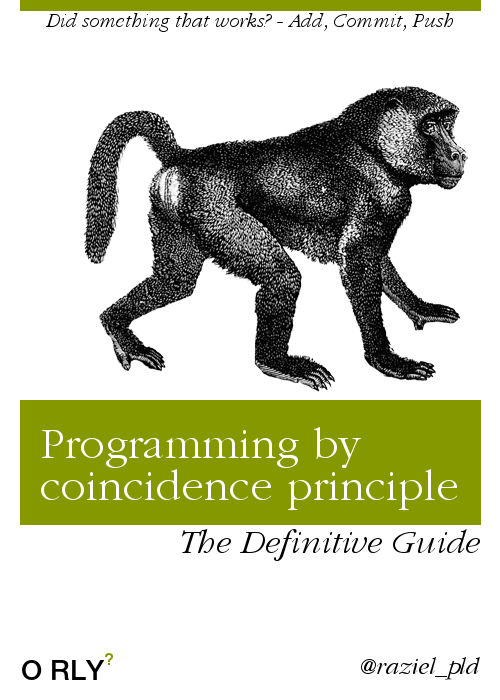 Did something that works? - Add, Commit, Push
Programming by
coincidence principle
The Definitive Guide
O RLY?
@raziel_pld